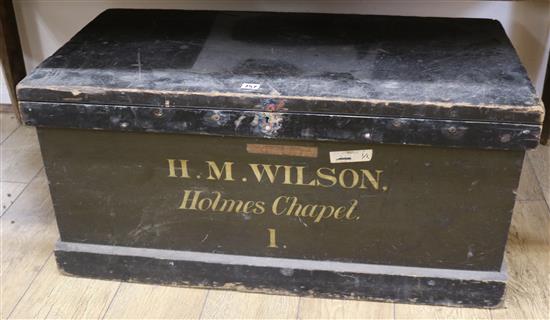 H.M.WILSON.
Holmes Chapel.
1.